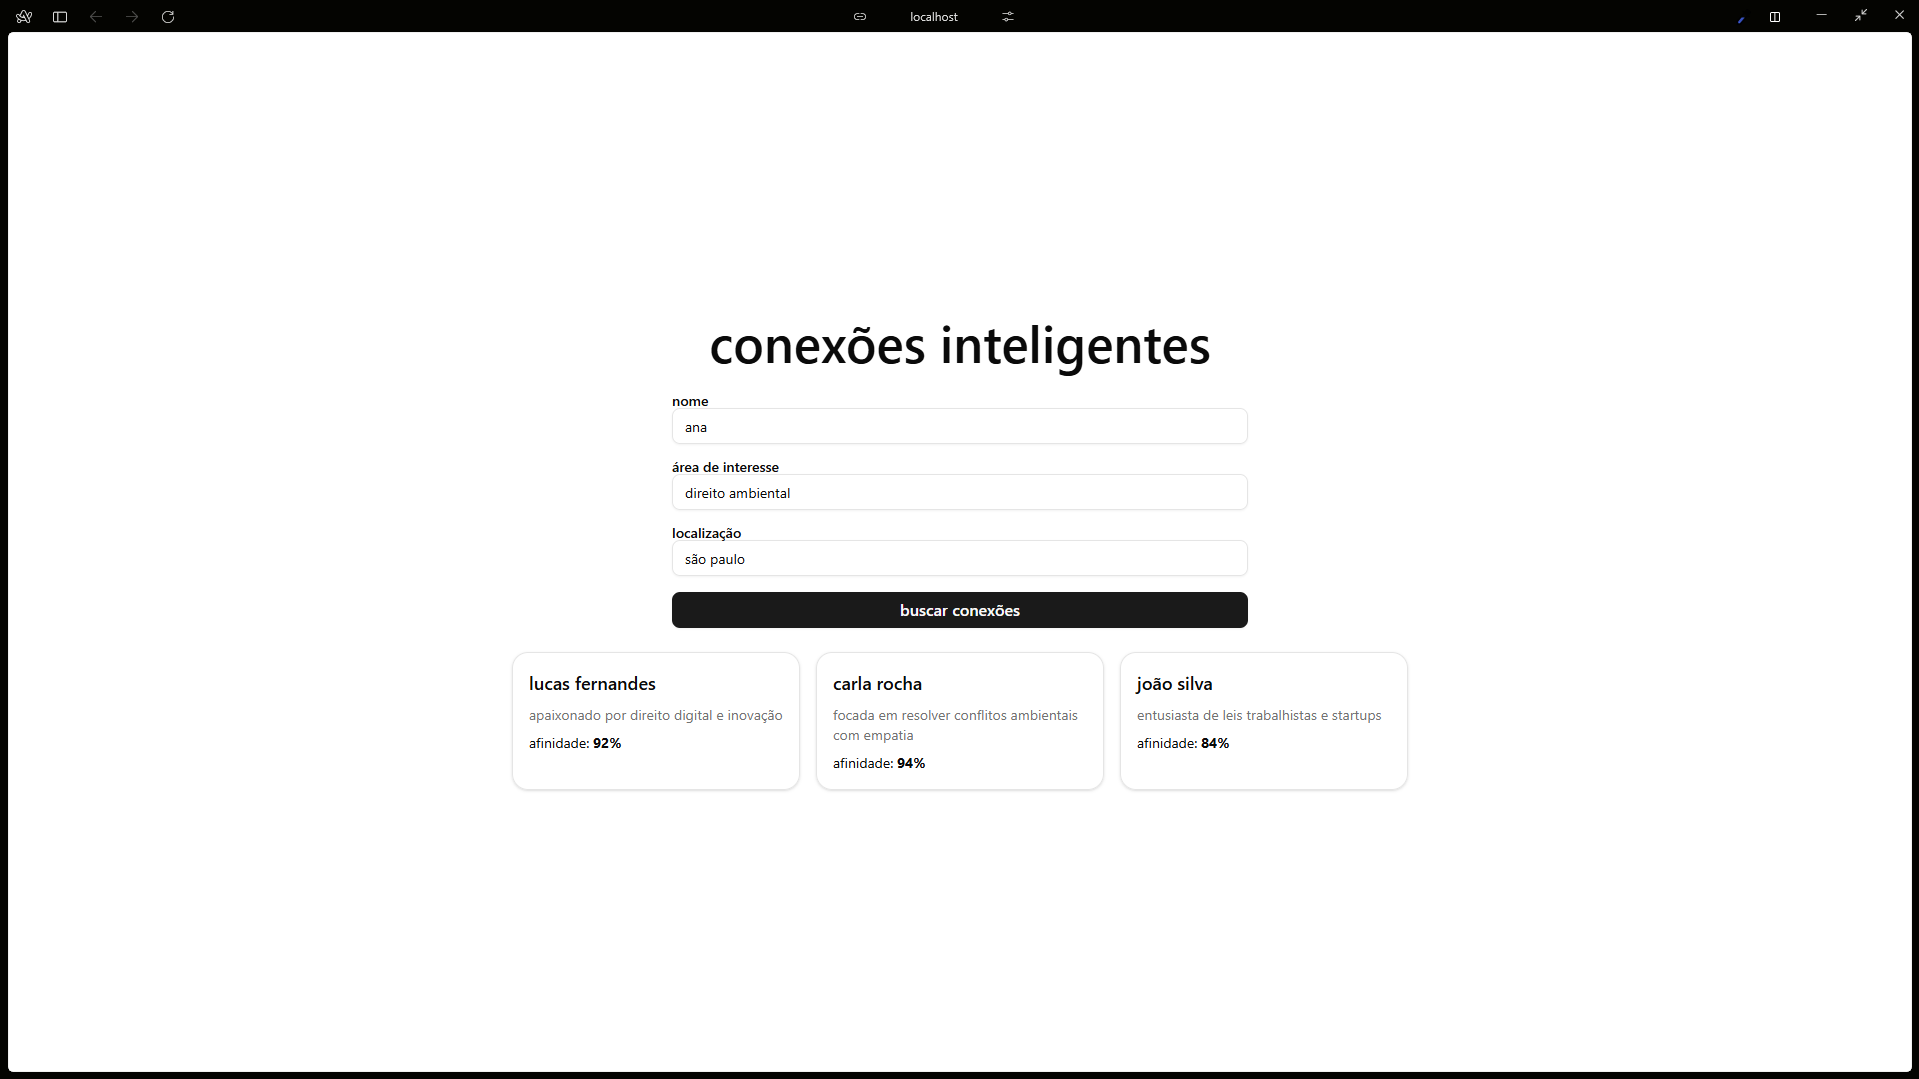 localhost
conexões inteligentes
nome
ana
área de interesse
direito ambiental
localização
são paulo
buscar conexões
lucas fernandes
apaixonado por direito digital e inovação
afinidade: 92%
carla rocha
focada em resolver conflitos ambientais
com empatia
afinidade: 94%
joão silva
entusiasta de leis trabalhistas e startups
afinidade: 84%